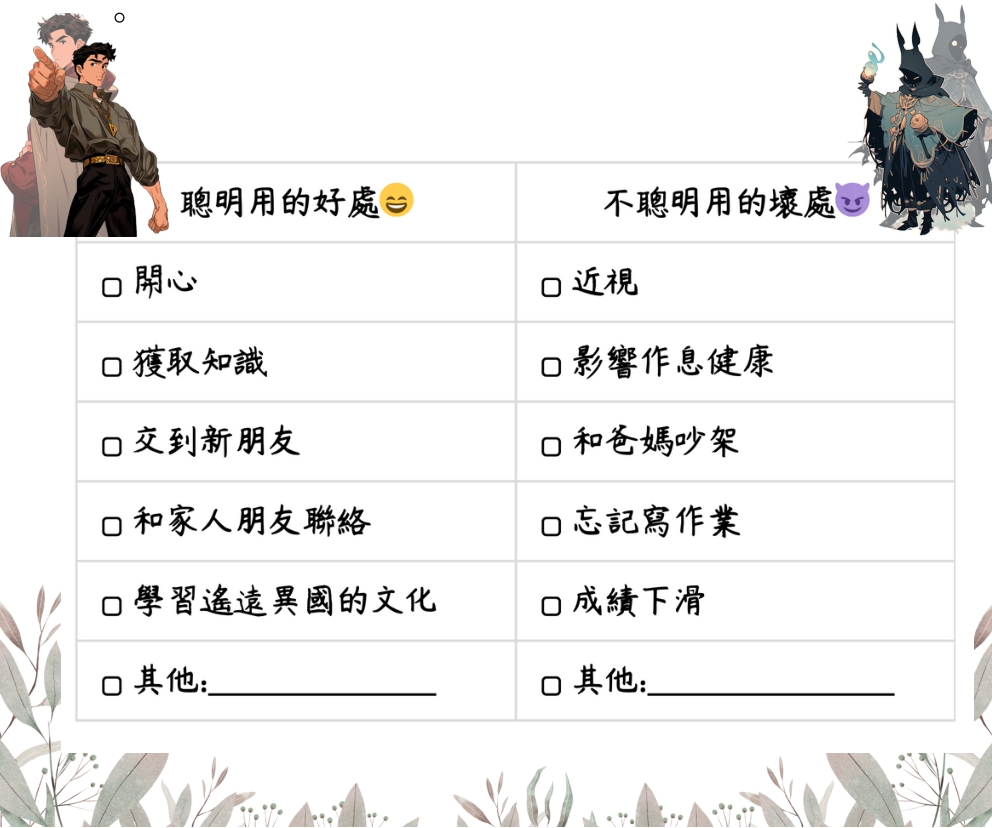 聰明用的好處😄
不聰明用的壞處😈
▢ 開心
▢ 近視
▢ 獲取知識
▢ 影響作息健康
▢ 交到新朋友
▢ 和爸媽吵架
▢ 和家人朋友聯絡
▢ 忘記寫作業
▢ 學習遙遠異國的文化
▢ 成績下滑
▢ 其他:______________
▢ 其他:_______________